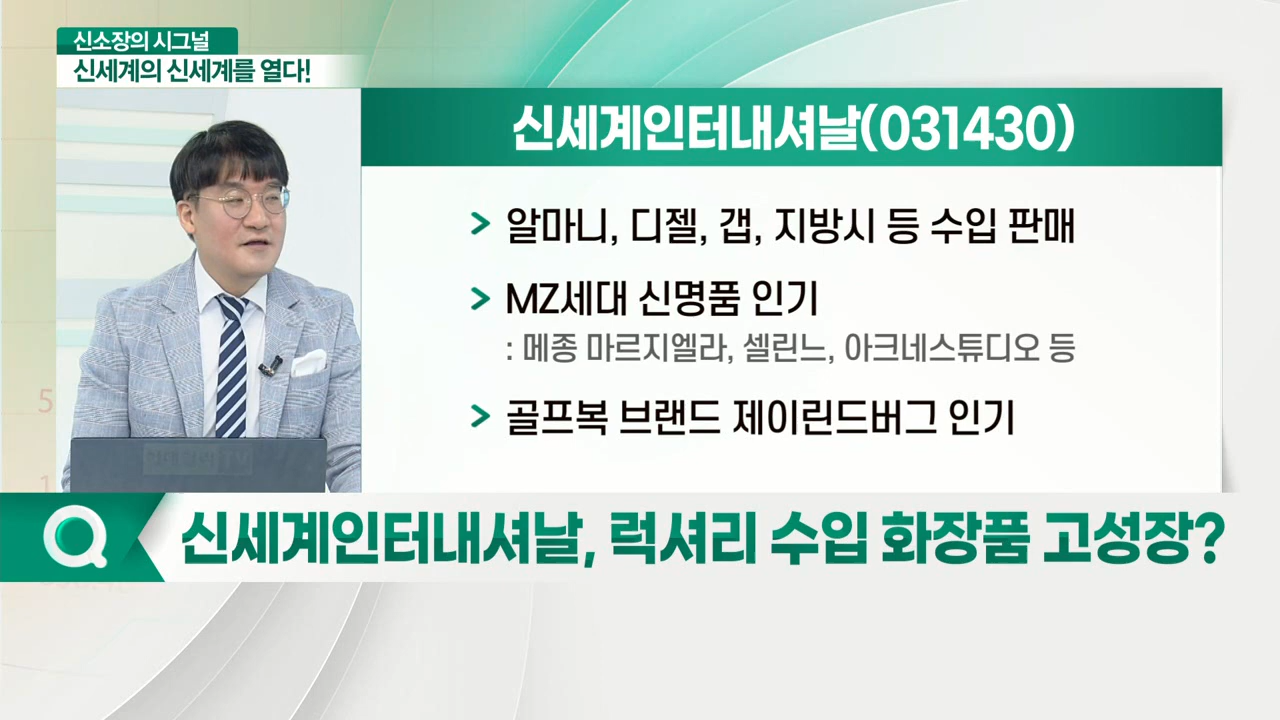 신소장의 시그널
신세계의 신세계를 열다!
신세계인터내셔날(031430)
> 알마니, 디젤, 갭, 지방시 등 수입 판매
> MZ세대 신명품 인기
: 메종 마르지엘라, 셀린느, 아크네스튜디오 등
> 골프복 브랜드 제이린드버그 인기
5
1
신세계인터내셔날, 럭셔리 수입 화장품 고성장?